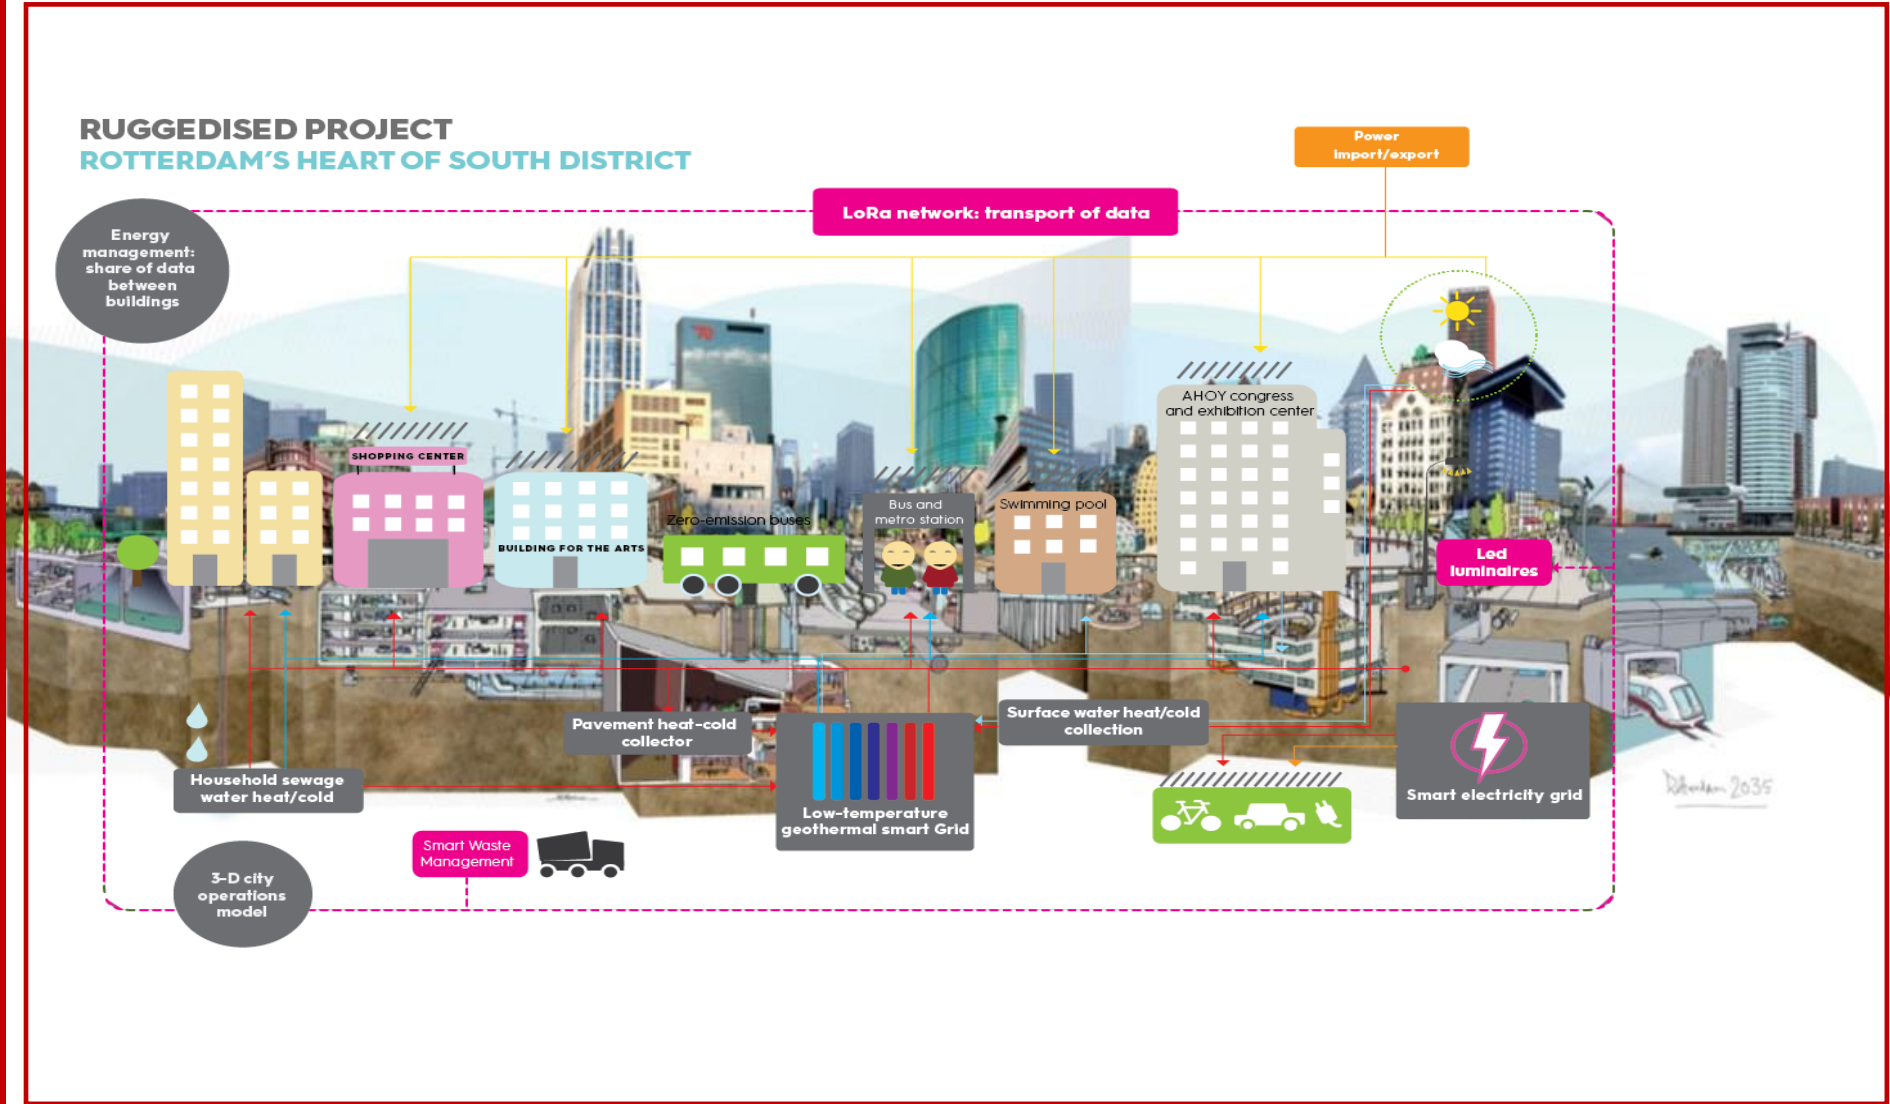 RUGGEDISED PROJECT
ROTTERDAM'S HEART OF SOUTH DISTRICT
Power
import/export
LoRa network: transport of data
Energy
management:
share of data
between
buildings
AHOY congress
and exhibition center
SHOPPING CENTER
BUILDING FOR THE ARTS
Zero-emission buses
Bus and
metro station
Swimming pool
Led
luminaires
Pavement heat-cold
collector
Surface water heat/cold
collection
Household sewage
water heat/cold
Low-temperature
geothermal smart Grid
Smart electricity grid
Smart Waste
Management
3-D city
operations
model
2035